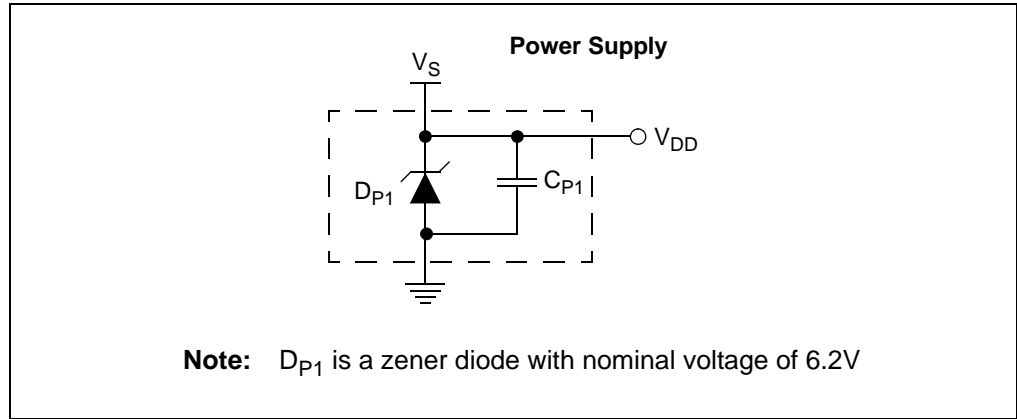 Power Supply
V_S
V_DD
D_P1
C_P1
Note: D_P1 is a zener diode with nominal voltage of 6.2V